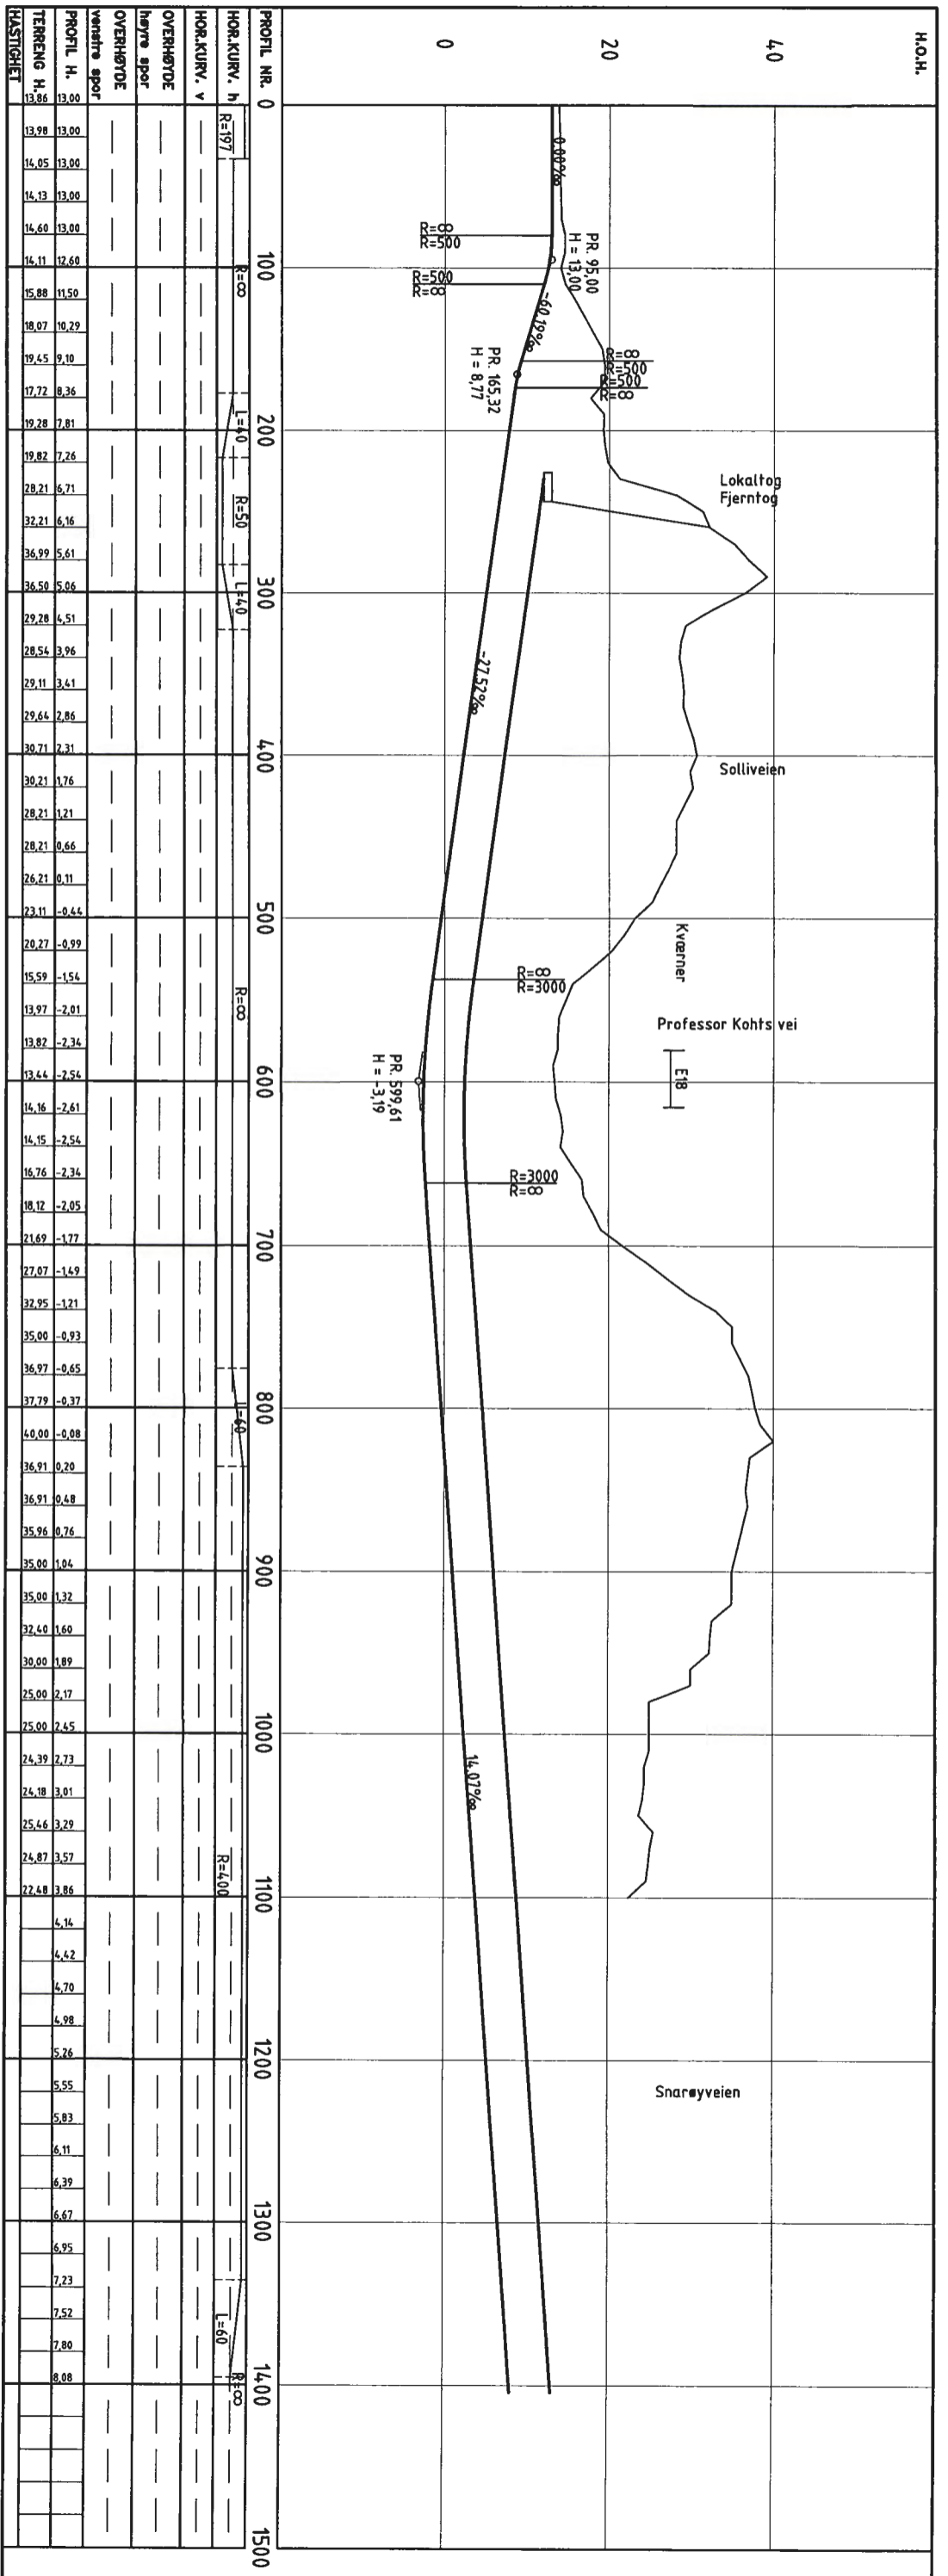 H.O.H.
40
20
0
0.00‰
PR. 95,00
H = 13,00
R=∞
R=500
R=500
R=∞
-60.19‰
PR. 165,32
H = 8,77
R=∞
R=500
R=500
R=∞
Lokaltog
Fjerntog
-27.52‰
Solliveien
Kværner
Professor Kohts vei
E18
R=∞
R=3000
PR. 599,61
H = -3,19
R=3000
R=∞
14.07‰
Snarøyveien
PROFIL NR. 0 100 200 300 400 500 600 700 800 900 1000 1100 1200 1300 1400 1500
HOR.KURV. h R=197 R=∞ L=40 R=50 L=40 R=∞ L=60 R=400 L=60 R=∞
HOR.KURV. v
OVERHØYDE
høyre spor
OVERHØYDE
venstre spor
PROFIL H. 13,00 13,00 13,00 13,00 13,00 12,60 11,50 10,29 9,10 8,36 7,81 7,26 6,71 6,16 5,61 5,06 4,51 3,96 3,41 2,86 2,31 1,76 1,21 0,66 0,11 -0,44 -0,99 -1,54 -2,01 -2,34 -2,54 -2,61 -2,54 -2,34 -2,05 -1,77 -1,49 -1,21 -0,93 -0,65 -0,37 -0,08 0,20 0,48 0,76 1,04 1,32 1,60 1,89 2,17 2,45 2,73 3,01 3,29 3,57 3,86 4,14 4,42 4,70 4,98 5,26 5,55 5,83 6,11 6,39 6,67 6,95 7,23 7,52 7,80 8,08
TERRENG H. 13,86 13,98 14,05 14,13 14,60 14,11 15,88 18,07 19,45 17,72 19,28 19,82 28,21 32,21 36,99 36,50 29,28 28,54 29,11 29,64 30,71 30,21 28,21 28,21 26,21 23,11 20,27 15,59 13,97 13,82 13,44 14,16 14,15 16,76 18,12 21,69 27,07 32,95 35,00 36,97 37,79 40,00 36,91 36,91 35,96 35,00 35,00 32,40 30,00 25,00 25,00 24,39 24,18 25,46 24,87 22,48
HASTIGHET